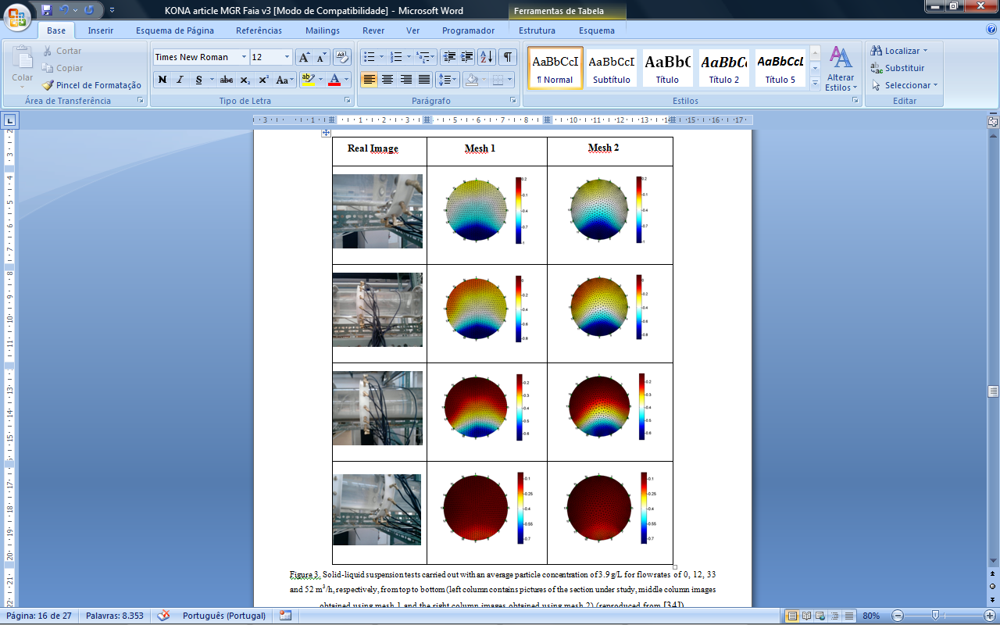 KONA article MGR Faia v3 [Modo de Compatibilidade] - Microsoft Word
Ferramentas de Tabela
Base Inserir Esquema de Página Referências Mailings Rever Ver Programador Estrutura Esquema
Colar
Cortar
Copiar
Pincel de Formatação
Área de Transferência
Times New Roman 12
N I S abc x₂ x² Aa
Tipo de Letra
Parágrafo
AaBbCcI AaBbCcI AaBbC AaBbCc AaBbCcL
¶ Normal Subtítulo Título Título 2 Título 5
Alterar Estilos
Estilos
Localizar
Substituir
Seleccionar
Editar
Real Image Mesh 1 Mesh 2
0.2 -0.1 -0.4 -0.7 -1
0.2 -0.1 -0.4 -0.7 -1
0 -0.2 -0.4 -0.6 -0.8
0 -0.2 -0.4 -0.6 -0.8
-0.2 -0.3 -0.4 -0.5 -0.6
-0.2 -0.3 -0.4 -0.5 -0.6
-0.1 -0.25 -0.4 -0.55 -0.7
-0.1 -0.25 -0.4 -0.55 -0.7
Figure 3. Solid-liquid suspension tests carried out with an average particle concentration of 3.9 g/L for flow rates of 0, 12, 33
and 52 m³/h, respectively, from top to bottom (left column contains pictures of the section under study, middle column images
obtained using mesh 1 and the right column images obtained using mesh 2) (reproduced from [34])
Página: 16 de 27 Palavras: 8.353 Português (Portugal) 80%